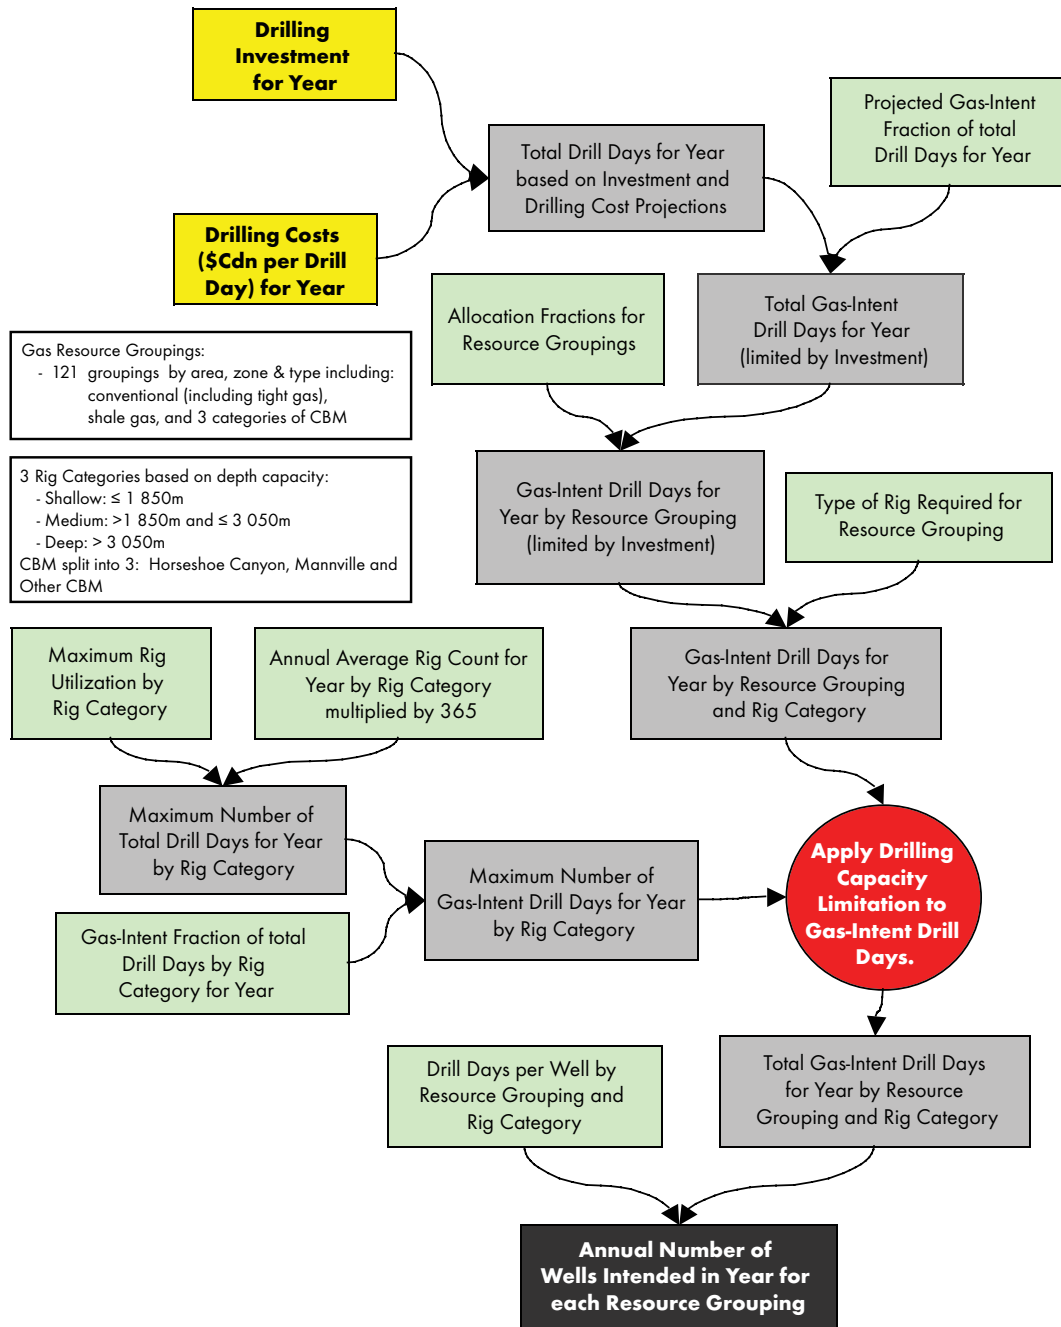 Drilling
Investment
for Year
Projected Gas-Intent
Fraction of total
Drill Days for Year
Total Drill Days for Year
based on Investment and
Drilling Cost Projections
Drilling Costs
($Cdn per Drill
Day) for Year
Allocation Fractions for
Resource Groupings
Total Gas-Intent
Drill Days for Year
(limited by Investment)
Gas Resource Groupings:
- 121 groupings by area, zone & type including:
conventional (including tight gas),
shale gas, and 3 categories of CBM
3 Rig Categories based on depth capacity:
- Shallow: ≤ 1 850m
- Medium: >1 850m and ≤ 3 050m
- Deep: > 3 050m
CBM split into 3: Horseshoe Canyon, Mannville and
Other CBM
Gas-Intent Drill Days for
Year by Resource Grouping
(limited by Investment)
Type of Rig Required for
Resource Grouping
Maximum Rig
Utilization by
Rig Category
Annual Average Rig Count for
Year by Rig Category
multiplied by 365
Gas-Intent Drill Days for
Year by Resource Grouping
and Rig Category
Maximum Number of
Total Drill Days for Year
by Rig Category
Apply Drilling
Capacity
Limitation to
Gas-Intent Drill
Days.
Maximum Number of
Gas-Intent Drill Days for Year
by Rig Category
Gas-Intent Fraction of total
Drill Days by Rig
Category for Year
Drill Days per Well by
Resource Grouping and
Rig Category
Total Gas-Intent Drill Days
for Year by Resource
Grouping and Rig Category
Annual Number of
Wells Intended in Year for
each Resource Grouping